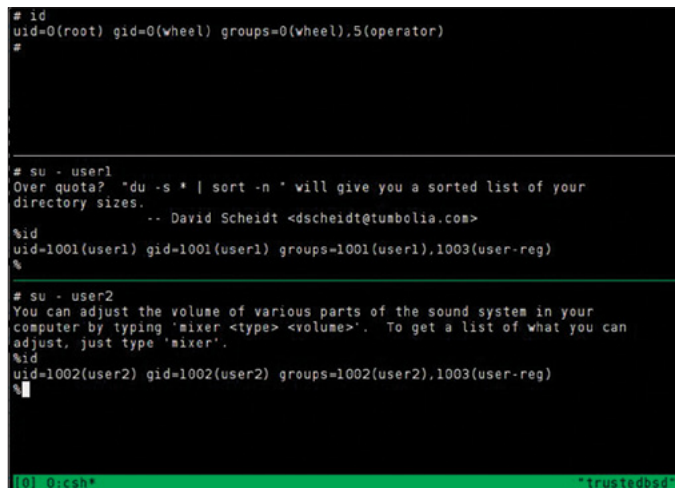 # id
uid=0(root) gid=0(wheel) groups=0(wheel),5(operator)
#
# su - user1
Over quota?  "du -s * | sort -n " will give you a sorted list of your
directory sizes.
-- David Scheidt <dscheidt@tumbolia.com>
%id
uid=1001(user1) gid=1001(user1) groups=1001(user1),1003(user-reg)
%
# su - user2
You can adjust the volume of various parts of the sound system in your
computer by typing 'mixer <type> <volume>'.  To get a list of what you can
adjust, just type 'mixer'.
%id
uid=1002(user2) gid=1002(user2) groups=1002(user2),1003(user-reg)
%
[0] 0:csh* "trustedbsd"